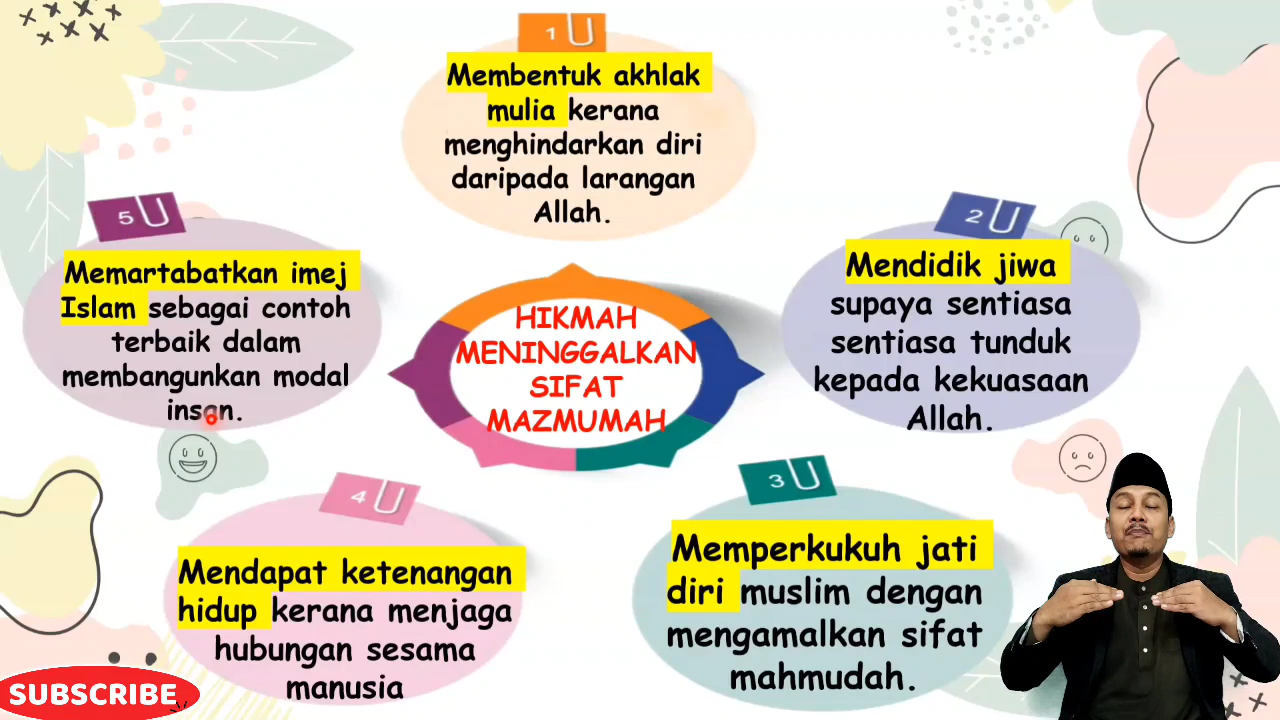 1
Membentuk akhlak
mulia kerana
menghindarkan diri
daripada larangan
Allah.
2
Mendidik jiwa
supaya sentiasa
sentiasa tunduk
kepada kekuasaan
Allah.
3
Memperkukuh jati
diri muslim dengan
mengamalkan sifat
mahmudah.
4
Mendapat ketenangan
hidup kerana menjaga
hubungan sesama
manusia
5
Memartabatkan imej
Islam sebagai contoh
terbaik dalam
membangunkan modal
insan.
HIKMAH
MENINGGALKAN
SIFAT
MAZMUMAH
SUBSCRIBE